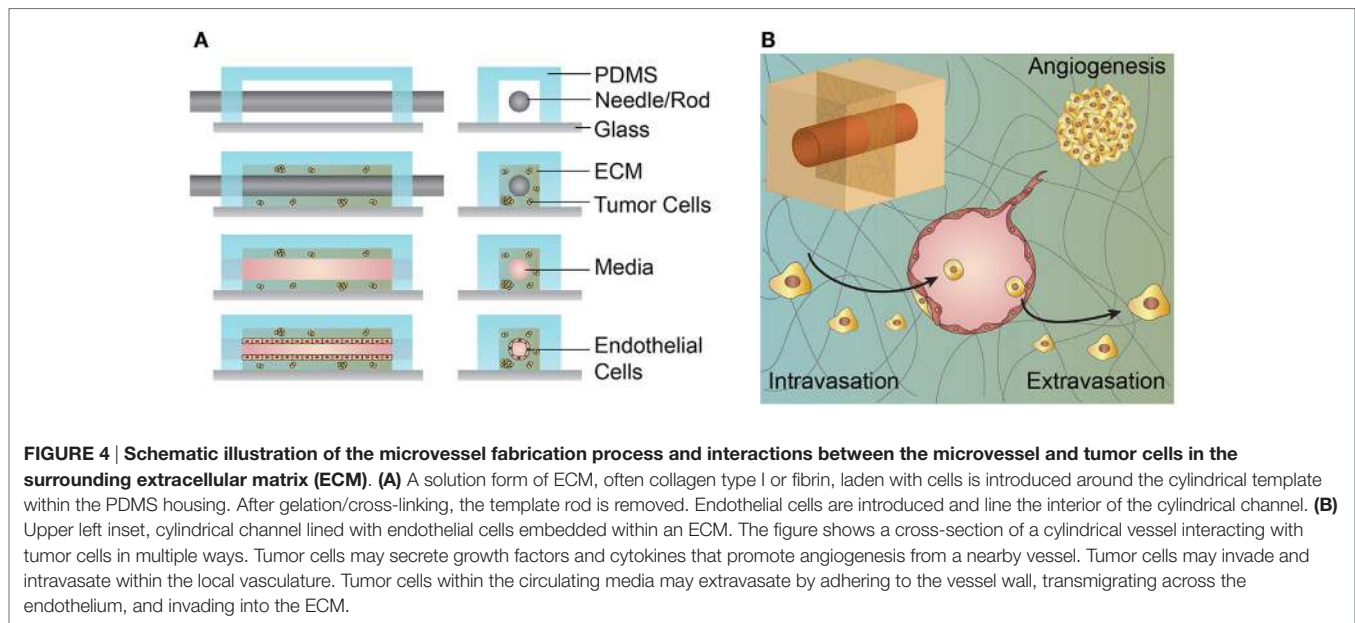 A
PDMS
Needle/Rod
Glass
ECM
Tumor Cells
Media
Endothelial
Cells
B
Angiogenesis
Intravasation
Extravasation
FIGURE 4 | Schematic illustration of the microvessel fabrication process and interactions between the microvessel and tumor cells in the
surrounding extracellular matrix (ECM). (A) A solution form of ECM, often collagen type I or fibrin, laden with cells is introduced around the cylindrical template
within the PDMS housing. After gelation/cross-linking, the template rod is removed. Endothelial cells are introduced and line the interior of the cylindrical channel. (B)
Upper left inset, cylindrical channel lined with endothelial cells embedded within an ECM. The figure shows a cross-section of a cylindrical vessel interacting with
tumor cells in multiple ways. Tumor cells may secrete growth factors and cytokines that promote angiogenesis from a nearby vessel. Tumor cells may invade and
intravasate within the local vasculature. Tumor cells within the circulating media may extravasate by adhering to the vessel wall, transmigrating across the
endothelium, and invading into the ECM.